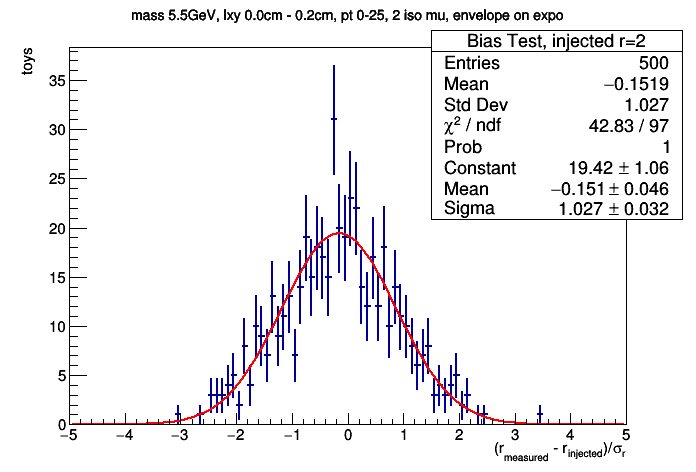 mass 5.5GeV, lxy 0.0cm - 0.2cm, pt 0-25, 2 iso mu, envelope on expo
toys
Bias Test, injected r=2
Entries 500
Mean −0.1519
Std Dev 1.027
χ² / ndf 42.83 / 97
Prob 1
Constant 19.42 ± 1.06
Mean −0.151 ± 0.046
Sigma 1.027 ± 0.032
35
30
25
20
15
10
5
0
−5 −4 −3 −2 −1 0 1 2 3 4 5
(r_measured - r_injected)/σ_r